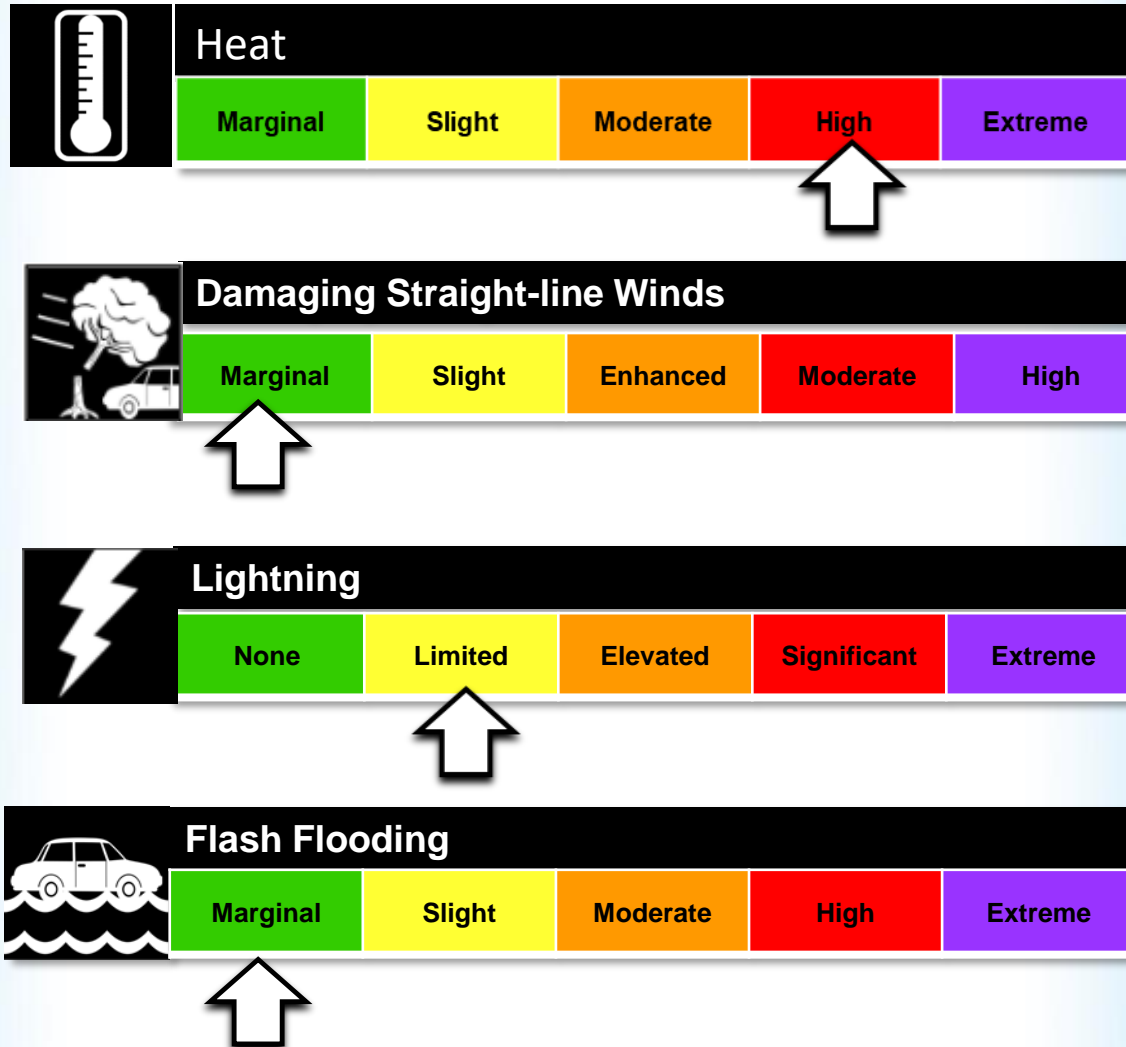 Heat
Marginal Slight Moderate High Extreme
Damaging Straight-line Winds
Marginal Slight Enhanced Moderate High
Lightning
None Limited Elevated Significant Extreme
Flash Flooding
Marginal Slight Moderate High Extreme